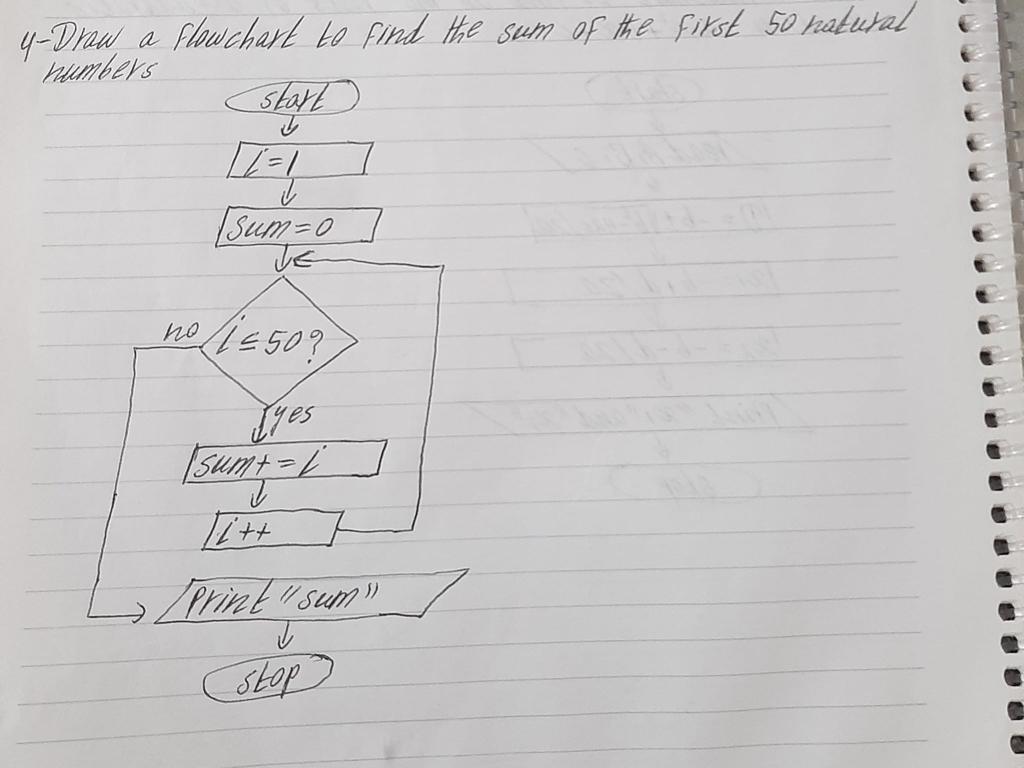 4-Draw a flowchart to find the sum of the first 50 natural
numbers
start
i=1
sum=0
no
i≤50?
yes
sum+=i
i++
print "sum"
stop